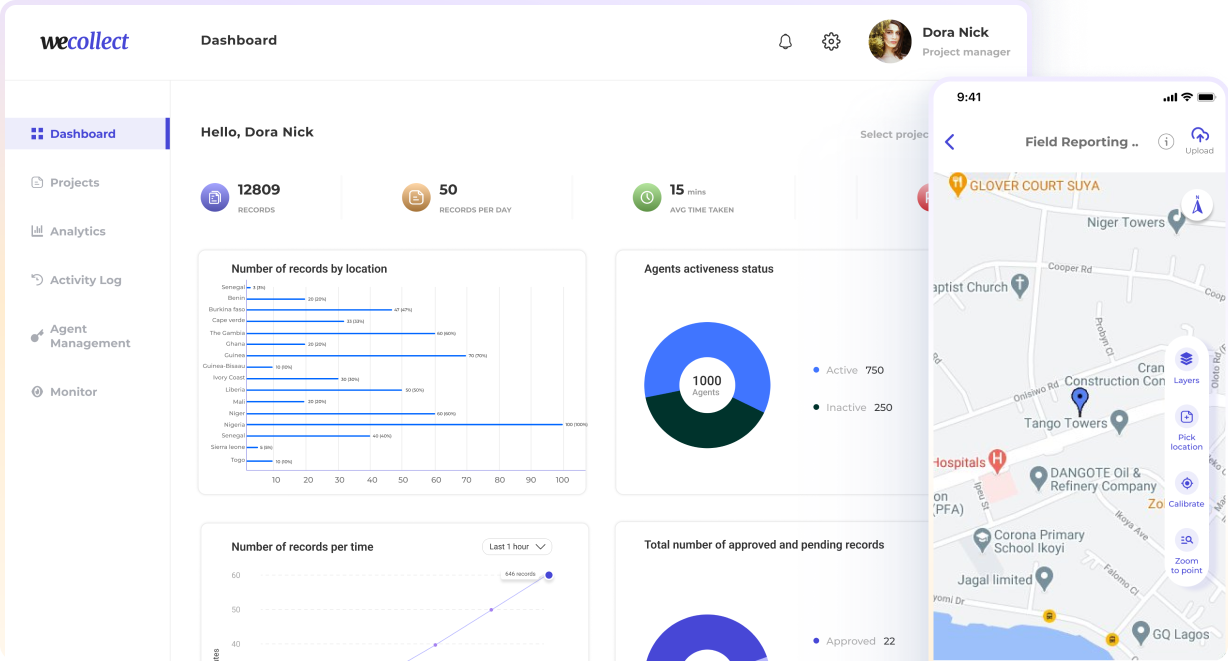 wecollect
Dashboard
Dora Nick
Project manager
Dashboard
Projects
Analytics
Activity Log
Agent
Management
Monitor
Hello, Dora Nick
Select projec
12809
RECORDS
50
RECORDS PER DAY
15 mins
AVG TIME TAKEN
Number of records by location
Senegal 3 (3%)
Benin 20 (20%)
Burkina faso 47 (47%)
Cape verde 33 (33%)
The Gambia 60 (60%)
Ghana 20 (20%)
Guinea 70 (70%)
Guinea-Bissau 10 (10%)
Ivory Coast 30 (30%)
Liberia 50 (50%)
Mali 20 (20%)
Niger 60 (60%)
Nigeria 100 (100%)
Senegal 40 (40%)
Sierra leone 5 (5%)
Togo 10 (10%)
10 20 30 40 50 60 70 80 90 100
Agents activeness status
1000
Agents
Active 750
Inactive 250
Number of records per time
Last 1 hour
646 records
60
50
40
Total number of approved and pending records
Approved 22
9:41
Field Reporting ..
Upload
GLOVER COURT SUYA
N
Niger Towers
Cooper Rd
Coop
aptist Church
Probyn Cl
Oloto Rd
Cran
Construction Con
Onisiwo Rd
Tango Towers
Hospitals
H
DANGOTE Oil &
Refinery Company
Ipeu St
on
(PFA)
Zo
Ikoya Ave
Corona Primary
School Ikoyi
Jagal limited
Falomo Cl
yomi Dr
GQ Lagos
Layers
Pick
location
Calibrate
Zoom
to point